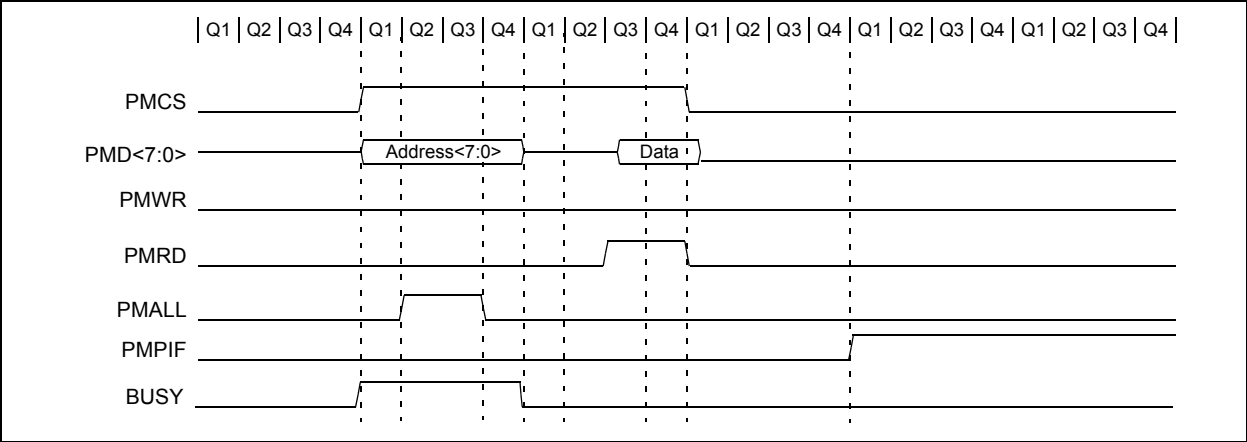 Q1 Q2 Q3 Q4 Q1 Q2 Q3 Q4 Q1 Q2 Q3 Q4 Q1 Q2 Q3 Q4 Q1 Q2 Q3 Q4 Q1 Q2 Q3 Q4
PMCS
PMD<7:0> Address<7:0> Data
PMWR
PMRD
PMALL
PMPIF
BUSY